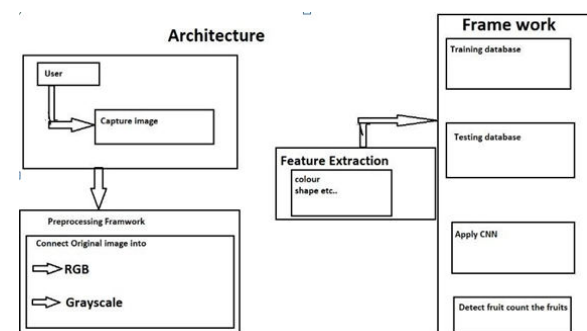 Architecture
User
Capture image
Preprocessing Framwork
Connect Original image into
RGB
Grayscale
Feature Extraction
colour
shape etc..
Frame work
Training database
Testing database
Apply CNN
Detect fruit count the fruits